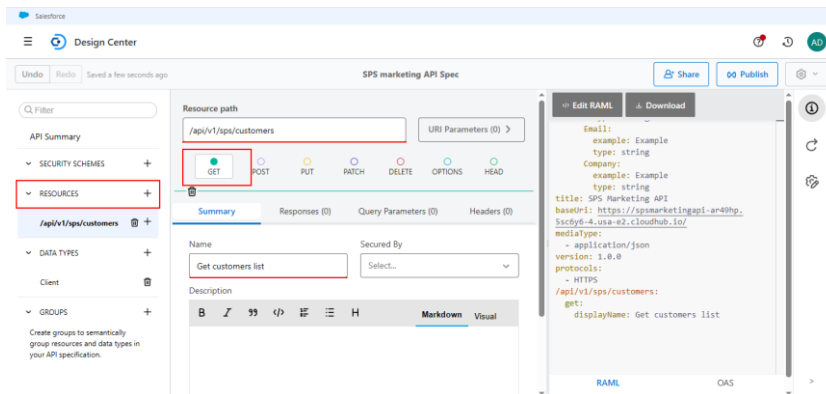 Salesforce
Design Center
AD
Undo Redo Saved a few seconds ago
SPS marketing API Spec
Share
Publish
Filter
API Summary
SECURITY SCHEMES
RESOURCES
/api/v1/sps/customers
DATA TYPES
Client
GROUPS
Create groups to semantically
group resources and data types in
your API specification.
Resource path
/api/v1/sps/customers
URI Parameters (0) >
GET POST PUT PATCH DELETE OPTIONS HEAD
Summary Responses (0) Query Parameters (0) Headers (0)
Name Secured By
Get customers list Select...
Description
B I H Markdown Visual
Edit RAML Download
Email:
example: Example
type: string
Company:
example: Example
type: string
title: SPS Marketing API
baseUri: https://spsmarketingapi-ar49hp.
5sc6y6-4.usa-e2.cloudhub.io/
mediaType:
- application/json
version: 1.0.0
protocols:
- HTTPS
/api/v1/sps/customers:
get:
displayName: Get customers list
RAML OAS